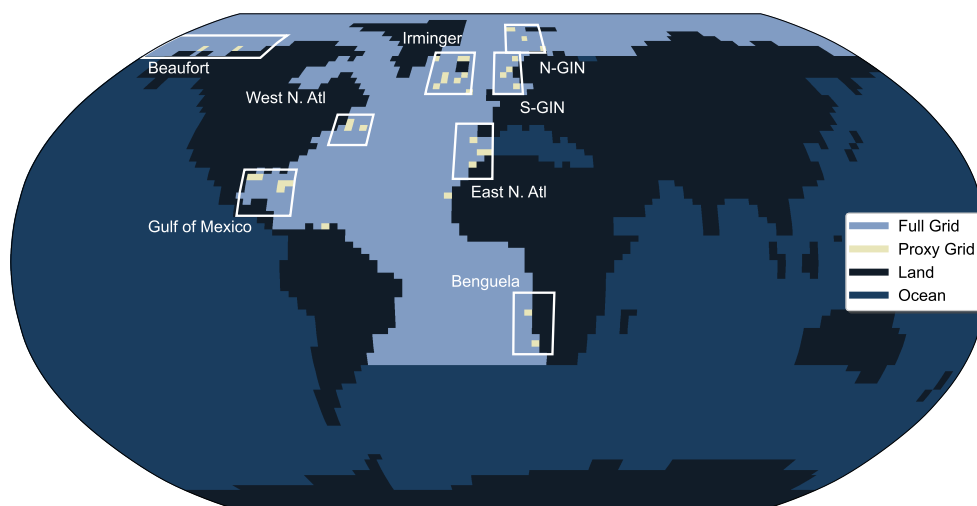 Irminger
Beaufort
N-GIN
West N. Atl
S-GIN
East N. Atl
Gulf of Mexico
Benguela
Full Grid
Proxy Grid
Land
Ocean